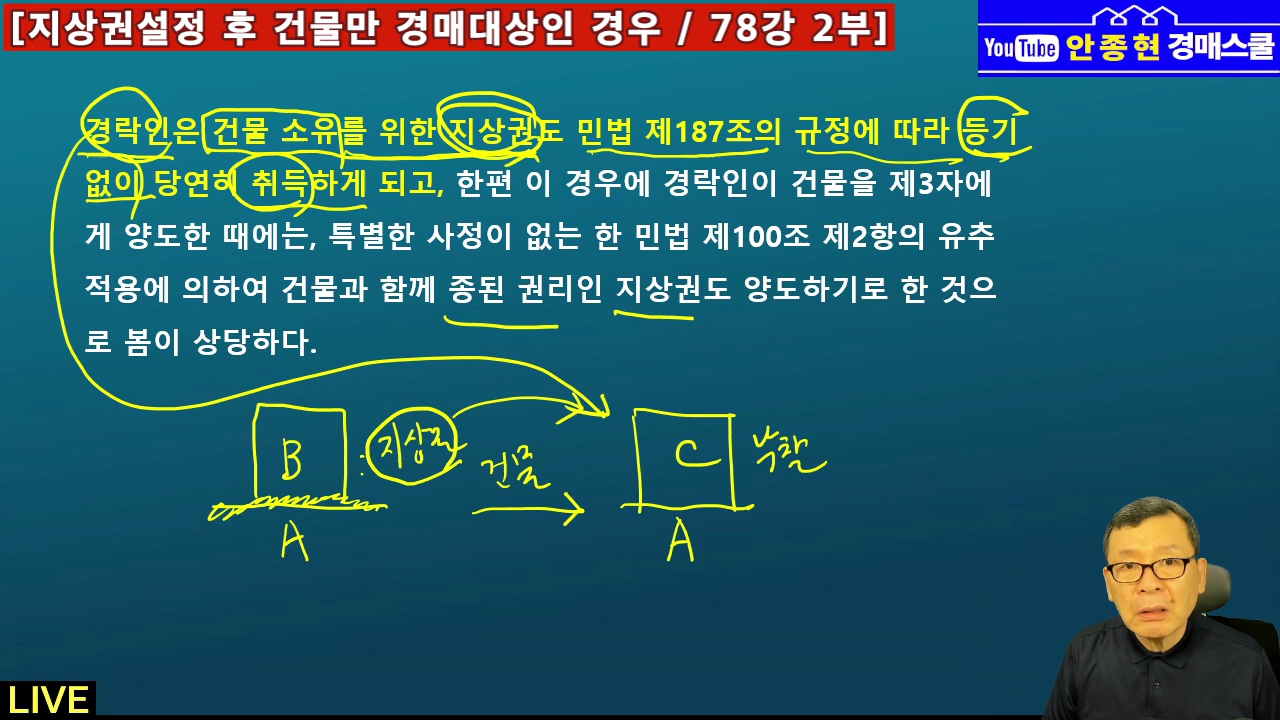 [지상권설정 후 건물만 경매대상인 경우 / 78강 2부]
YouTube 안종현 경매스쿨
경락인은 건물 소유를 위한 지상권도 민법 제187조의 규정에 따라 등기
없이 당연히 취득하게 되고, 한편 이 경우에 경락인이 건물을 제3자에
게 양도한 때에는, 특별한 사정이 없는 한 민법 제100조 제2항의 유추
적용에 의하여 건물과 함께 종된 권리인 지상권도 양도하기로 한 것으
로 봄이 상당하다.
B : 지상권 건물 C 낙찰
A A
LIVE